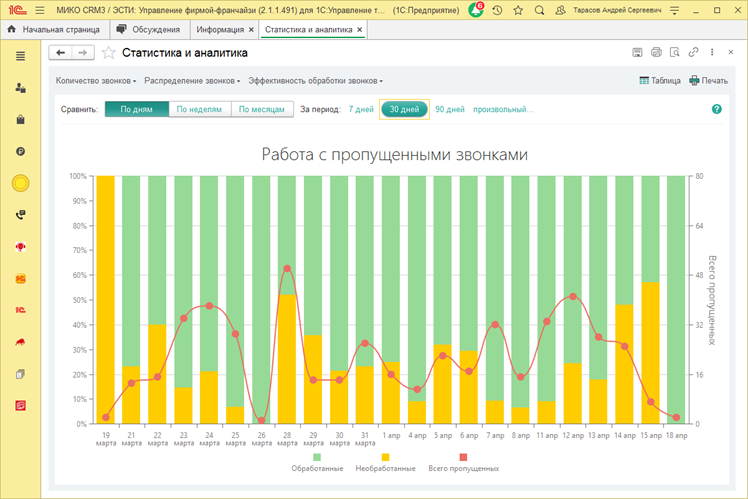 1С МИКО CRM3 / ЭСТИ: Управление фирмой-франчайзи (2.1.1.491) для 1С:Управление т... (1С:Предприятие) 6 Тарасов Андрей Сергеевич
Начальная страница Обсуждения Информация × Статистика и аналитика ×
Статистика и аналитика
Количество звонков Распределение звонков Эффективность обработки звонков Таблица Печать
Сравнить: По дням По неделям По месяцам За период: 7 дней 30 дней 90 дней произвольный... ?
Работа с пропущенными звонками
100% 80
90%
80% 64
70%
60% 48
50%
40% 32
30%
20% 16
10%
0% 0
Всего пропущенных
19 марта 21 марта 22 марта 23 марта 24 марта 25 марта 26 марта 28 марта 29 марта 30 марта 31 марта 1 апр 4 апр 5 апр 6 апр 7 апр 8 апр 11 апр 12 апр 13 апр 14 апр 15 апр 18 апр
Обработанные Необработанные Всего пропущенных
1С